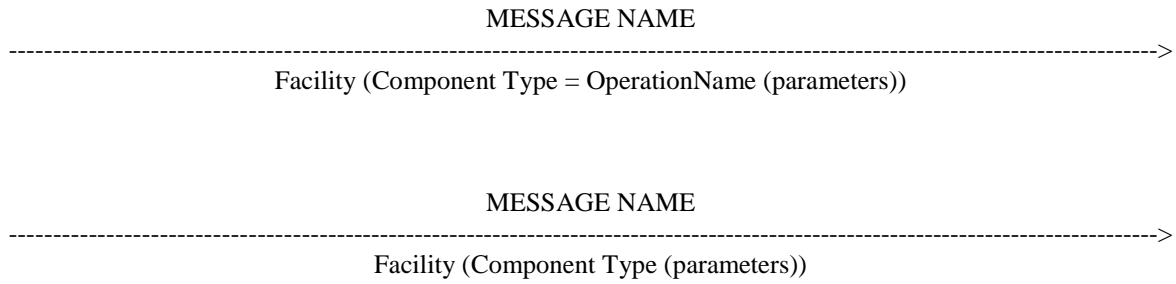 MESSAGE NAME
------------------------------------------------------------------------------------------------------------------------------------>
Facility (Component Type = OperationName (parameters))
MESSAGE NAME
------------------------------------------------------------------------------------------------------------------------------------>
Facility (Component Type (parameters))